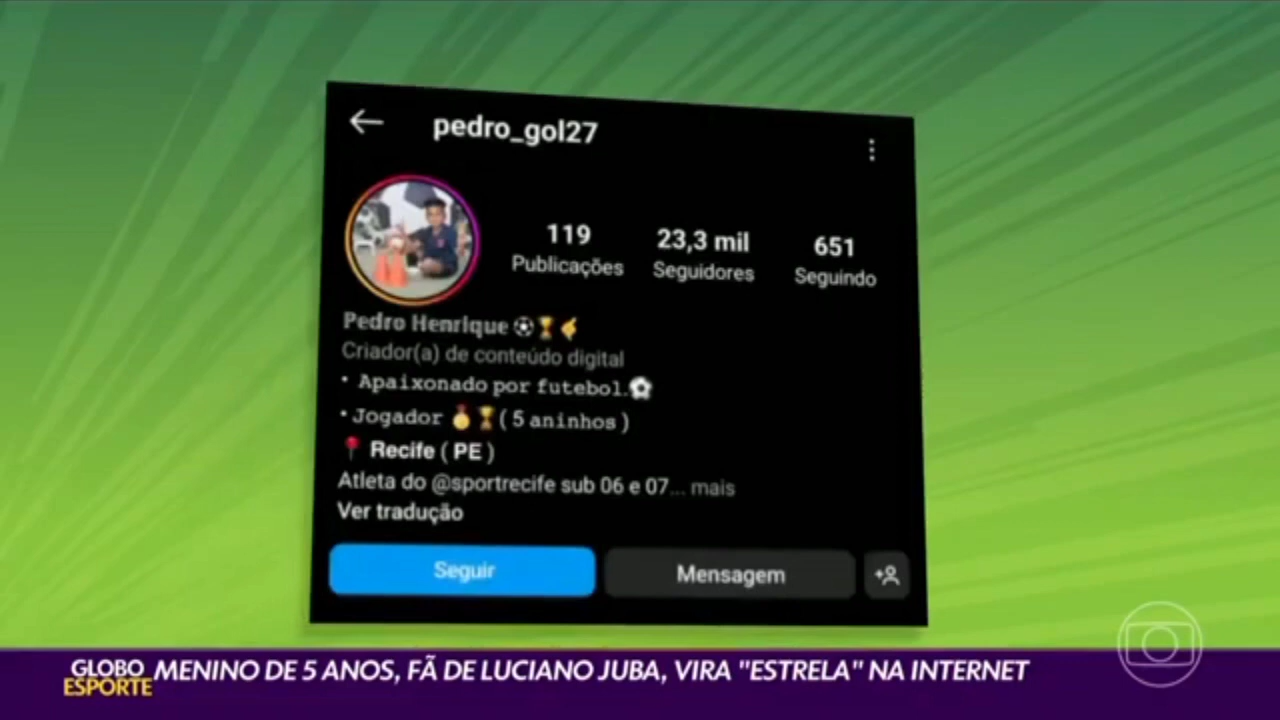 pedro_gol27
119 23,3 mil 651
Publicações Seguidores Seguindo
Pedro Henrique ⚽🏆
Criador(a) de conteúdo digital
• Apaixonado por futebol.⚽
• Jogador 🏅🏆( 5 aninhos )
📍 Recife ( PE )
Atleta do @sportrecife sub 06 e 07... mais
Ver tradução
Seguir Mensagem
GLOBO ESPORTE
MENINO DE 5 ANOS, FÃ DE LUCIANO JUBA, VIRA "ESTRELA" NA INTERNET